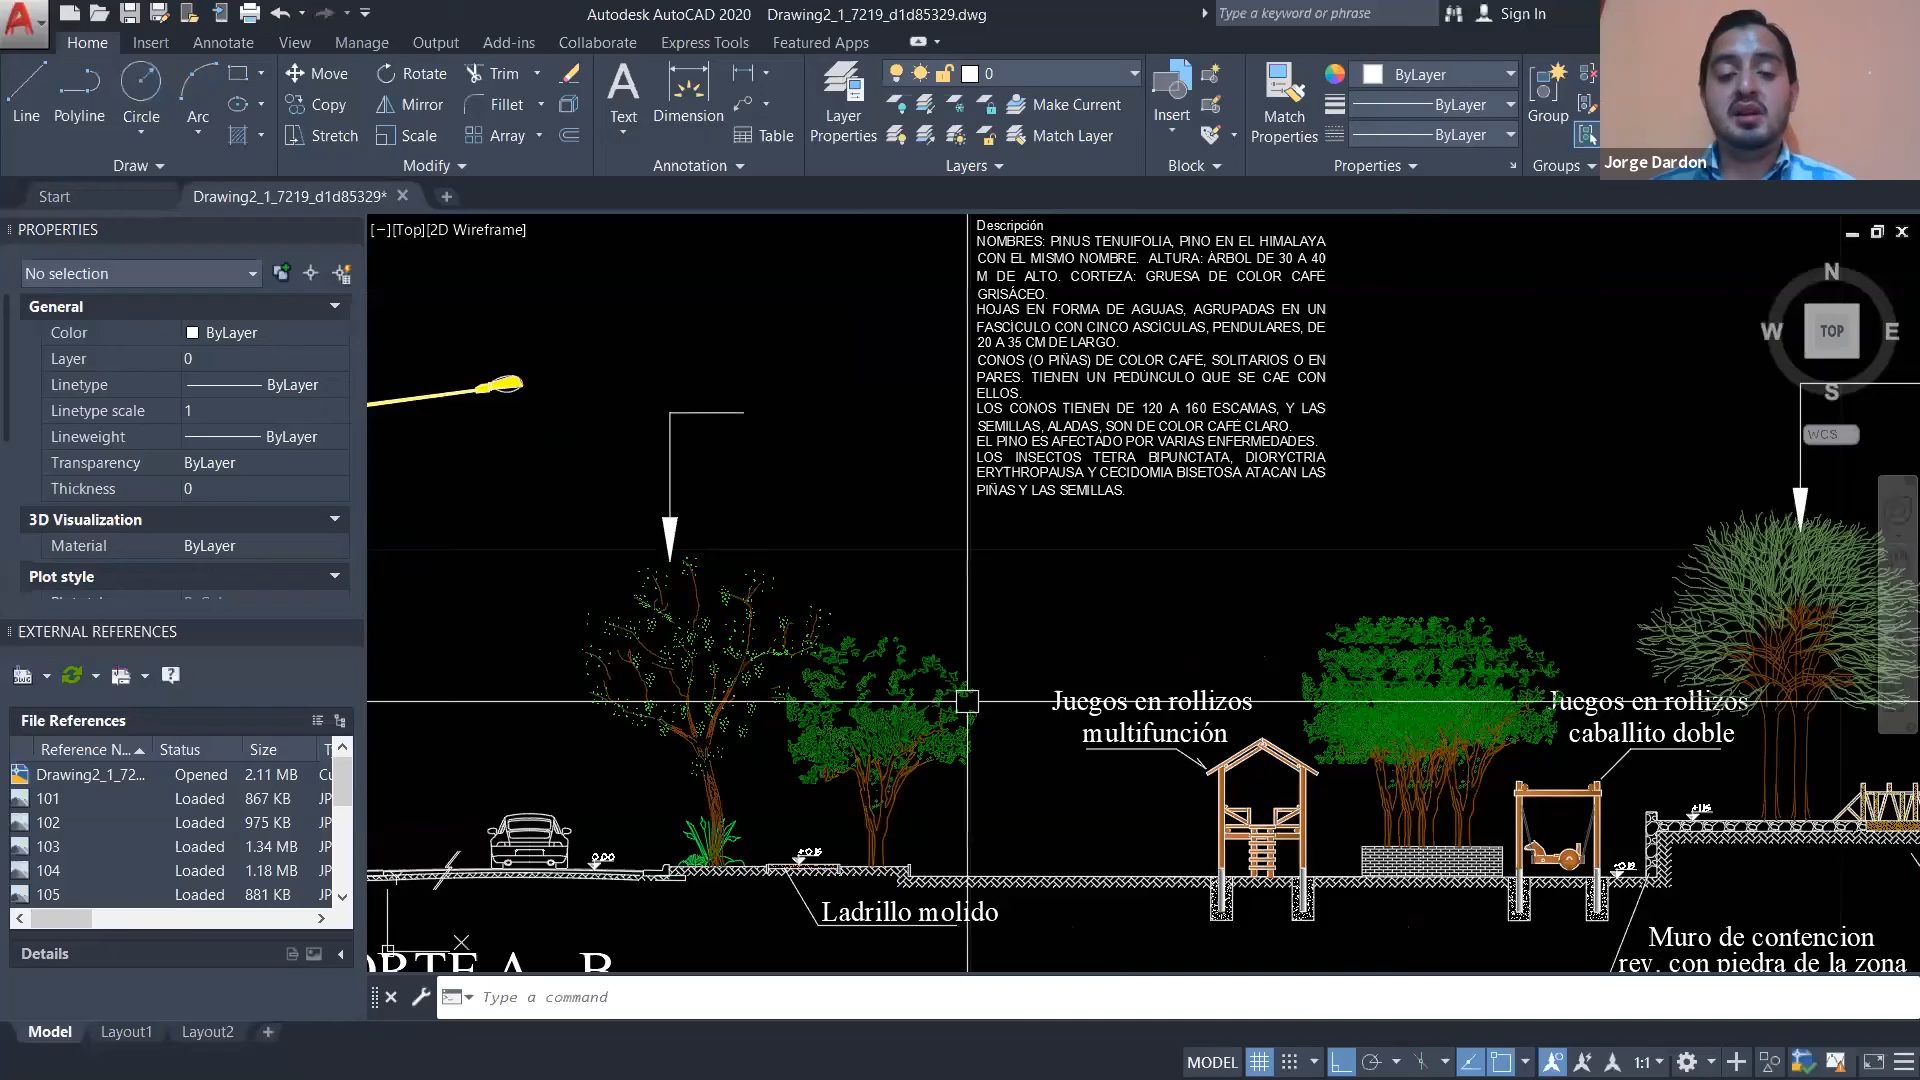 Autodesk AutoCAD 2020 Drawing2_1_7219_d1d85329.dwg
Type a keyword or phrase
Sign In
Home Insert Annotate View Manage Output Add-ins Collaborate Express Tools Featured Apps
Line Polyline Circle Arc
Move Rotate Trim
Copy Mirror Fillet
Stretch Scale Array
Text Dimension Table
Layer Properties
0
Make Current
Match Layer
Insert
Match Properties
ByLayer
ByLayer
ByLayer
Group
Draw Modify Annotation Layers Block Properties Groups
Jorge Dardon
Start Drawing2_1_7219_d1d85329*
PROPERTIES
No selection
General
Color ByLayer
Layer 0
Linetype ByLayer
Linetype scale 1
Lineweight ByLayer
Transparency ByLayer
Thickness 0
3D Visualization
Material ByLayer
Plot style
EXTERNAL REFERENCES
File References
Reference N... Status Size
Drawing2_1_72... Opened 2.11 MB Cu
101 Loaded 867 KB JP
102 Loaded 975 KB JP
103 Loaded 1.34 MB JP
104 Loaded 1.18 MB JP
105 Loaded 881 KB JP
Details
[−][Top][2D Wireframe]
Descripción
NOMBRES: PINUS TENUIFOLIA, PINO EN EL HIMALAYA
CON EL MISMO NOMBRE. ALTURA: ÁRBOL DE 30 A 40
M DE ALTO. CORTEZA: GRUESA DE COLOR CAFÉ
GRISÁCEO.
HOJAS EN FORMA DE AGUJAS, AGRUPADAS EN UN
FASCÌCULO CON CINCO ASCÌCULAS, PENDULARES, DE
20 A 35 CM DE LARGO.
CONOS (O PIÑAS) DE COLOR CAFÉ, SOLITARIOS O EN
PARES. TIENEN UN PEDÚNCULO QUE SE CAE CON
ELLOS.
LOS CONOS TIENEN DE 120 A 160 ESCAMAS, Y LAS
SEMILLAS, ALADAS, SON DE COLOR CAFÉ CLARO.
EL PINO ES AFECTADO POR VARIAS ENFERMEDADES.
LOS INSECTOS TETRA BIPUNCTATA, DIORYCTRIA
ERYTHROPAUSA Y CECIDOMIA BISETOSA ATACAN LAS
PIÑAS Y LAS SEMILLAS.
N
W TOP E
S
WCS
Juegos en rollizos
multifunción
Juegos en rollizos
caballito doble
0.00
Ladrillo molido
Muro de contencion
rev. con piedra de la zona
Type a command
Model Layout1 Layout2
MODEL
1:1